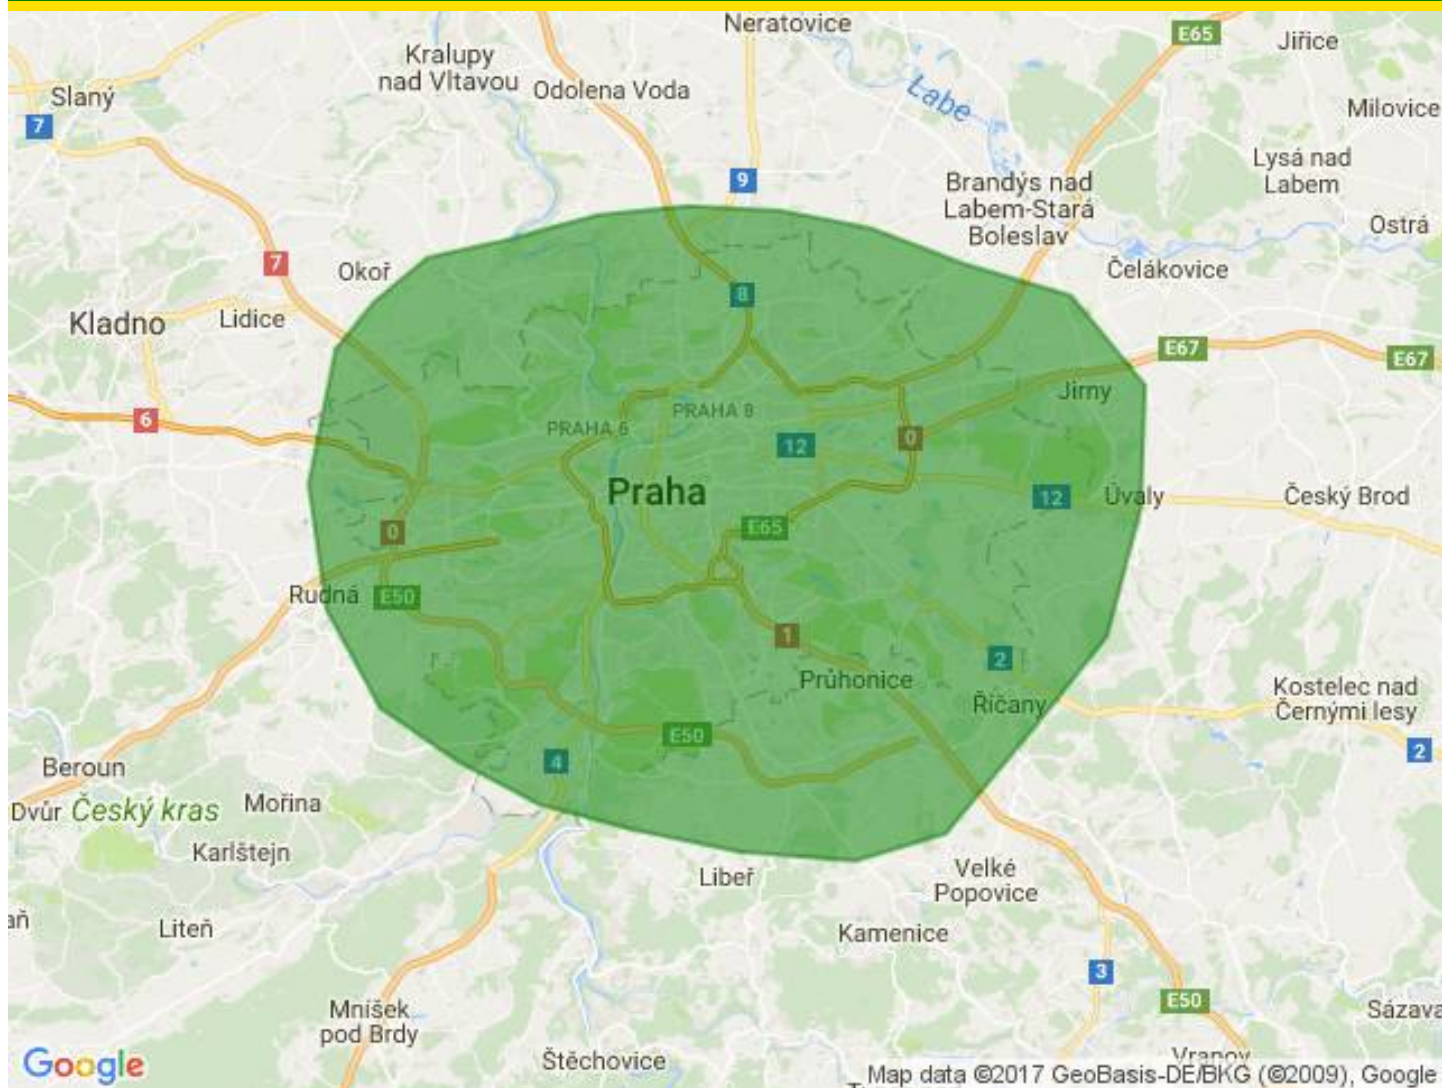 Neratovice
E65
Jiřice
Kralupy
nad Vltavou
Odolena Voda
Labe
Slaný
Milovice
7
Lysá nad
Labem
9
Brandýs nad
Labem-Stará
Boleslav
Ostrá
7
Okoř
Čelákovice
8
Kladno
Lidice
E67
E67
Jirny
6
PRAHA 8
PRAHA 6
0
12
Praha
12
Úvaly
Český Brod
0
E65
Rudná
E50
1
2
Průhonice
Říčany
Kostelec nad
Černými lesy
E50
2
4
Beroun
Dvůr
Český kras
Mořina
Karlštejn
Libeř
Velké
Popovice
aň
Liteň
Kamenice
3
E50
Mníšek
pod Brdy
Sázava
Štěchovice
Vranov
Google
Map data ©2017 GeoBasis-DE/BKG (©2009), Google